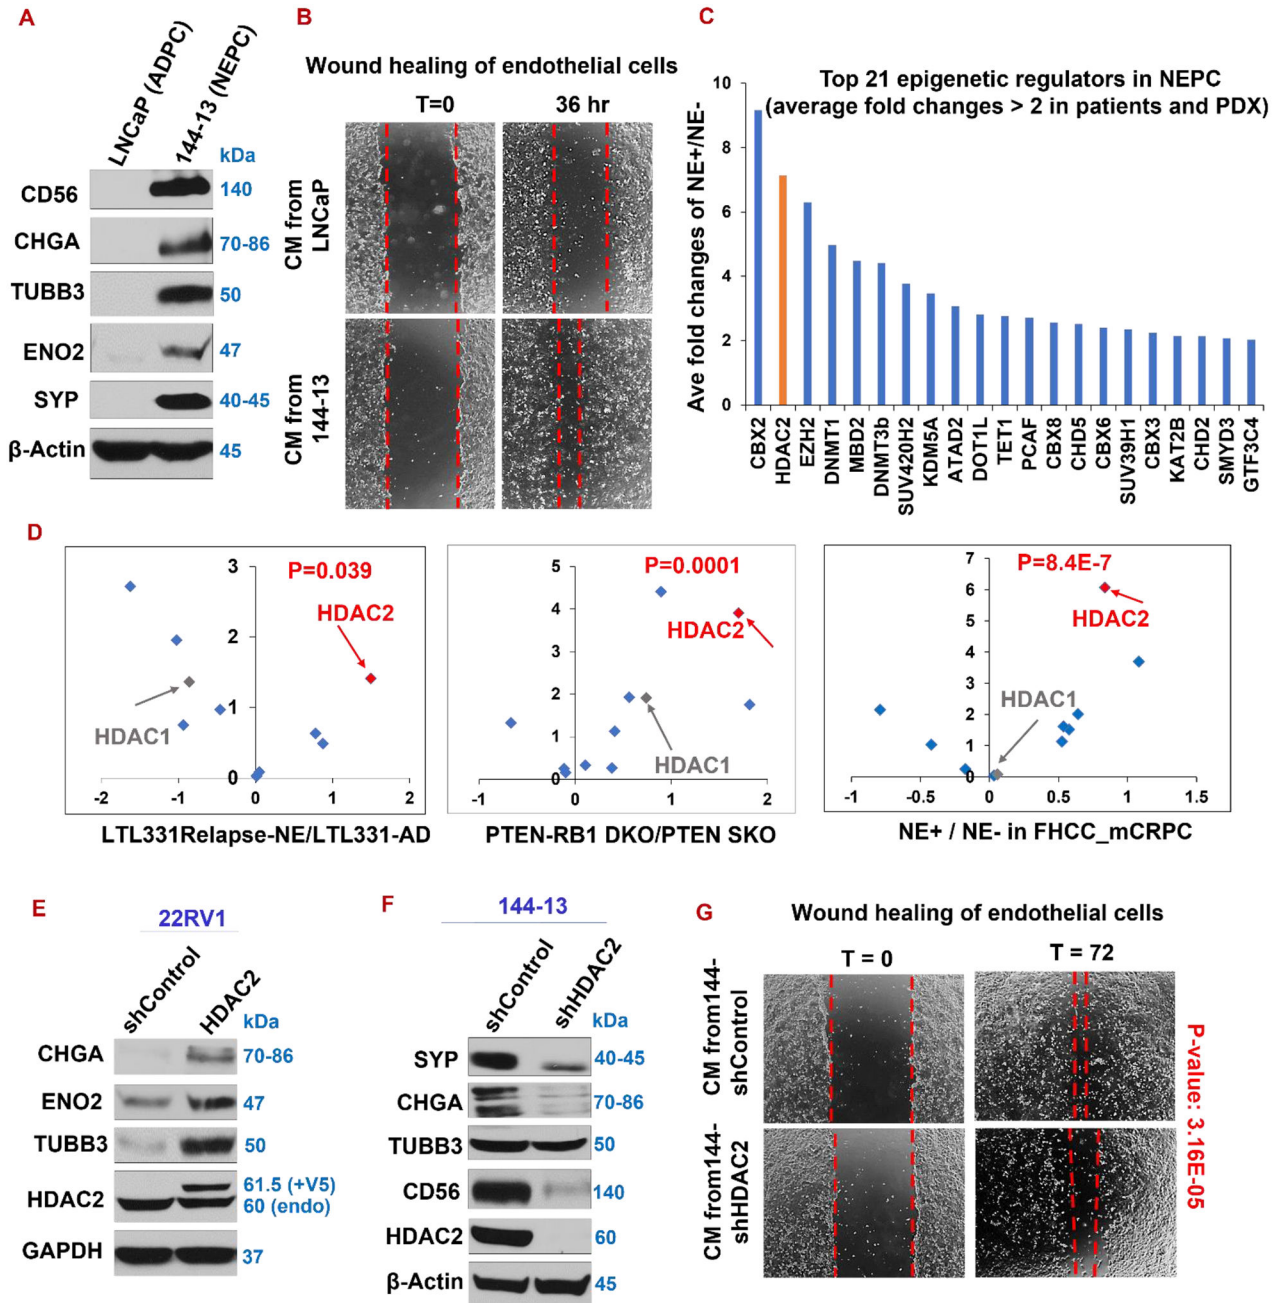 A
LNCaP (ADPC)
144-13 (NEPC)
kDa
CD56
140
CHGA
70-86
TUBB3
50
ENO2
47
SYP
40-45
β-Actin
45
B
Wound healing of endothelial cells
T=0
36 hr
CM from
LNCaP
CM from
144-13
C
Top 21 epigenetic regulators in NEPC
(average fold changes > 2 in patients and PDX)
Ave fold changes of NE+/NE-
10
8
6
4
2
0
CBX2
HDAC2
EZH2
DNMT1
MBD2
DNMT3b
SUV420H2
KDM5A
ATAD2
DOT1L
TET1
PCAF
CBX8
CHD5
CBX6
SUV39H1
CBX3
KAT2B
CHD2
SMYD3
GTF3C4
D
3
2
1
0
-2
-1
0
1
2
P=0.039
HDAC2
HDAC1
LTL331Relapse-NE/LTL331-AD
5
4
3
2
1
0
-1
0
1
2
P=0.0001
HDAC2
HDAC1
PTEN-RB1 DKO/PTEN SKO
7
6
5
4
3
2
1
0
-1
-0.5
0
0.5
1
1.5
P=8.4E-7
HDAC2
HDAC1
NE+ / NE- in FHCC_mCRPC
E
22RV1
shControl
HDAC2
kDa
CHGA
70-86
ENO2
47
TUBB3
50
HDAC2
61.5 (+V5)
60 (endo)
GAPDH
37
F
144-13
shControl
shHDAC2
kDa
SYP
40-45
CHGA
70-86
TUBB3
50
CD56
140
HDAC2
60
β-Actin
45
G
Wound healing of endothelial cells
T = 0
T = 72
CM from144-
shControl
CM from144-
shHDAC2
P-value: 3.16E-05